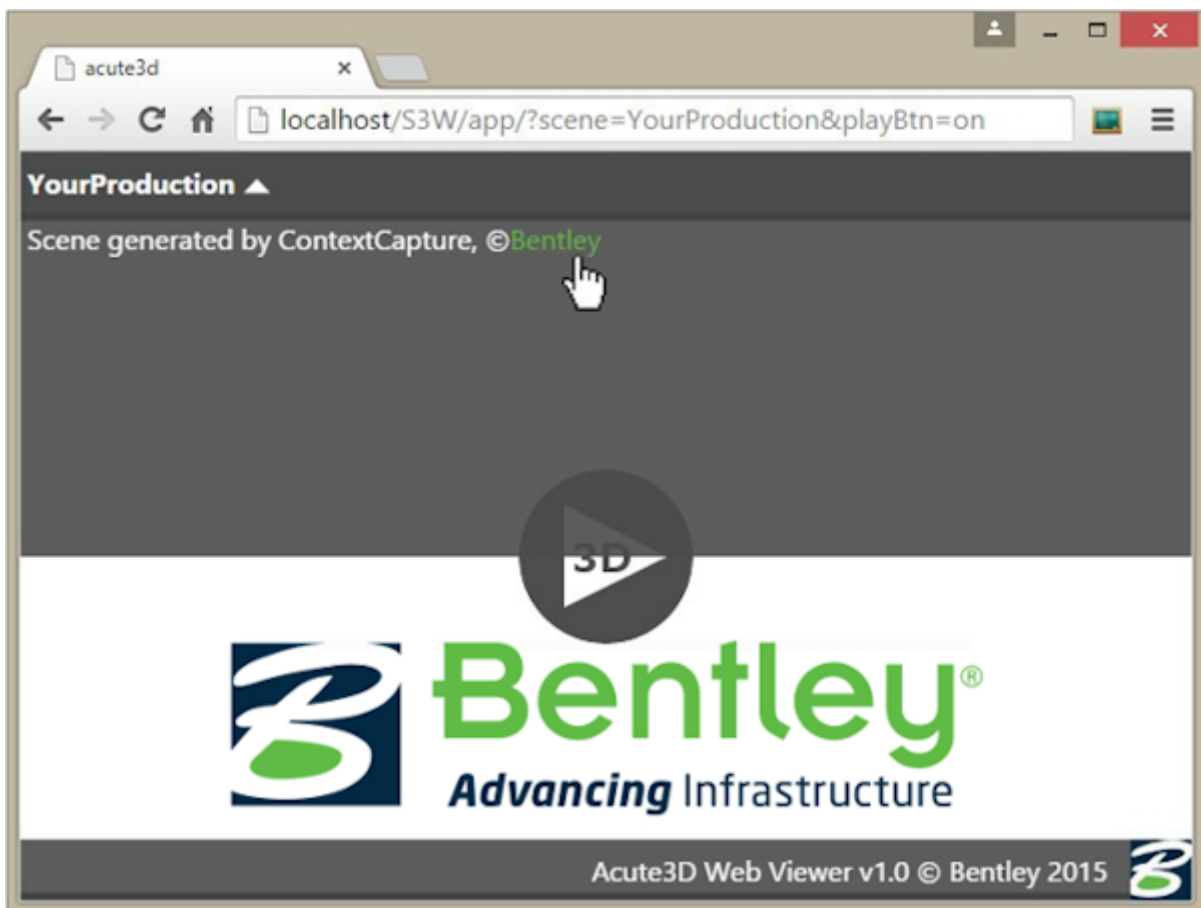 acute3d
localhost/S3W/app/?scene=YourProduction&playBtn=on
YourProduction
Scene generated by ContextCapture, ©Bentley
3D
Bentley®
Advancing Infrastructure
Acute3D Web Viewer v1.0 © Bentley 2015